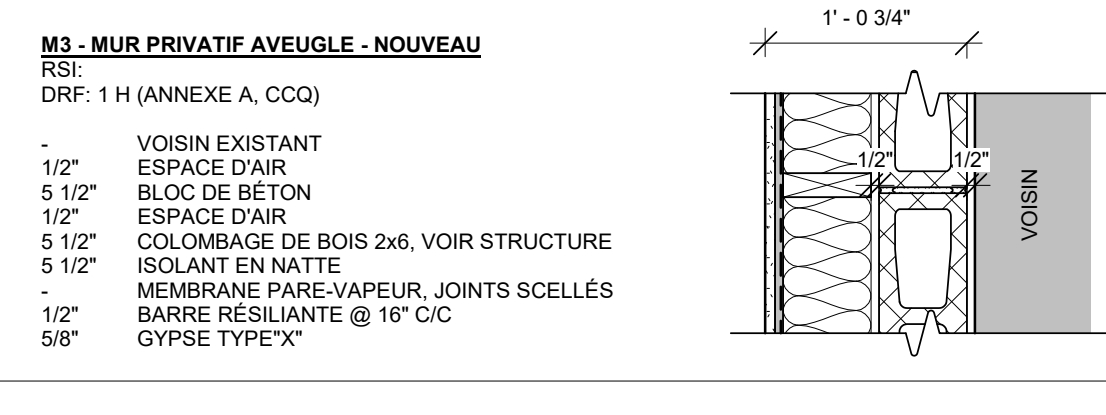 M3 - MUR PRIVATIF AVEUGLE - NOUVEAU
RSI:
DRF: 1 H (ANNEXE A, CCQ)
- VOISIN EXISTANT
1/2" ESPACE D'AIR
5 1/2" BLOC DE BÉTON
1/2" ESPACE D'AIR
5 1/2" COLOMBAGE DE BOIS 2x6, VOIR STRUCTURE
5 1/2" ISOLANT EN NATTE
- MEMBRANE PARE-VAPEUR, JOINTS SCELLÉS
1/2" BARRE RÉSILIANTE @ 16" C/C
5/8" GYPSE TYPE"X"
1' - 0 3/4"
1/2"
1/2"
VOISIN